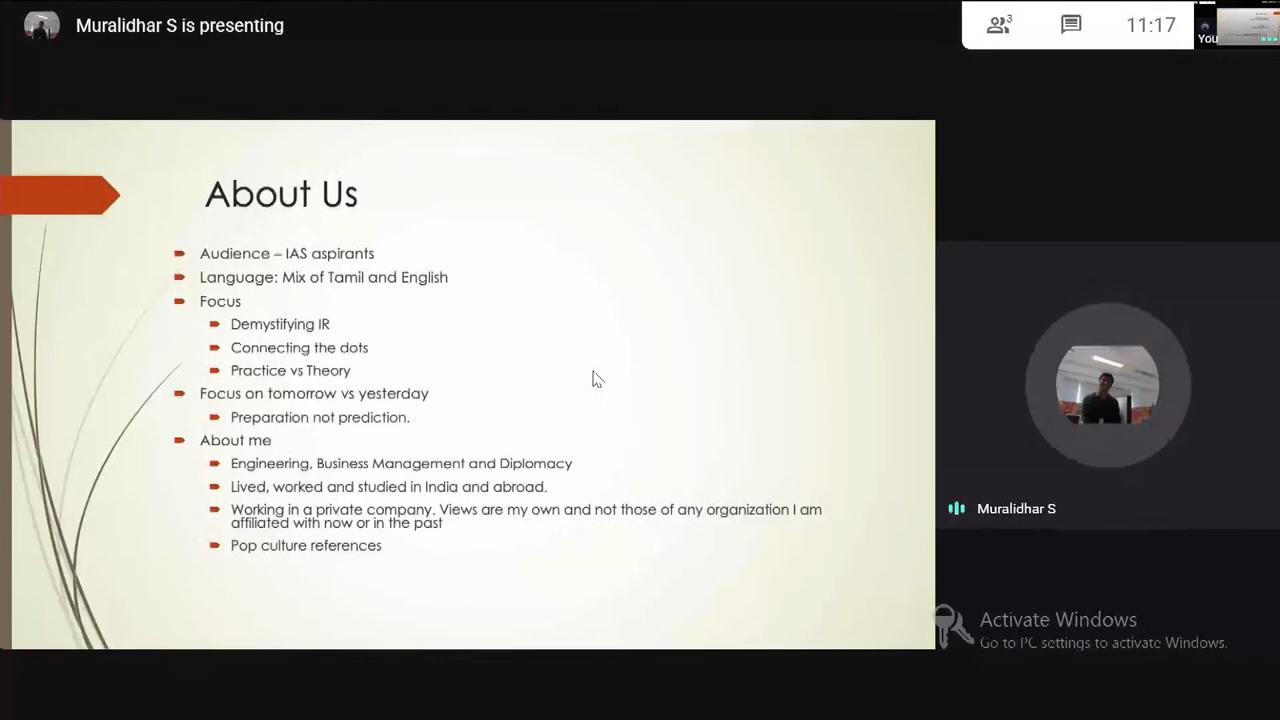 Muralidhar S is presenting
3
11:17
You
About Us
Audience – IAS aspirants
Language: Mix of Tamil and English
Focus
Demystifying IR
Connecting the dots
Practice vs Theory
Focus on tomorrow vs yesterday
Preparation not prediction.
About me
Engineering, Business Management and Diplomacy
Lived, worked and studied in India and abroad.
Working in a private company. Views are my own and not those of any organization I am
affiliated with now or in the past
Pop culture references
Muralidhar S
Activate Windows
Go to PC settings to activate Windows.